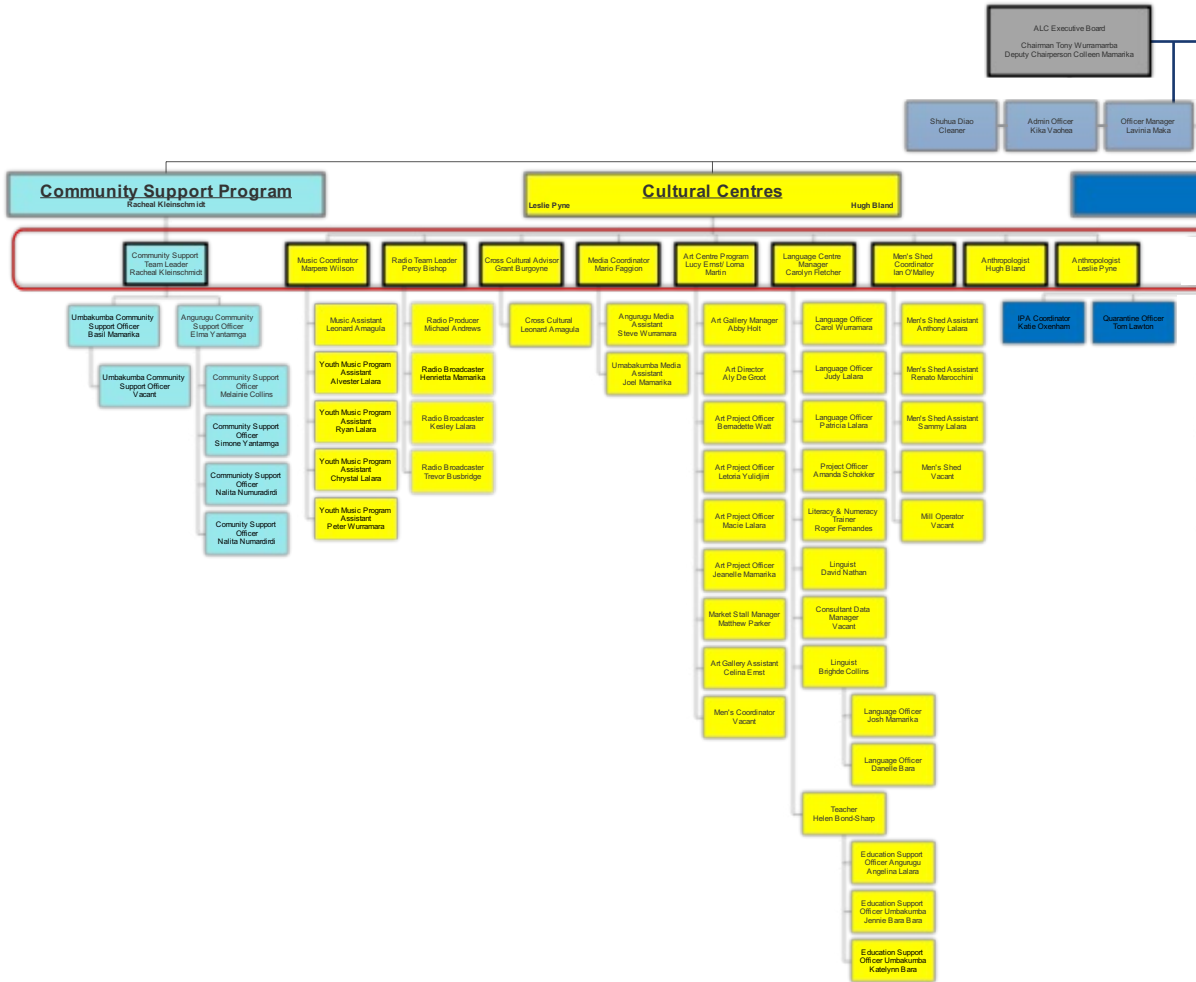 ALC Executive Board
Chairman Tony Wurramarrba
Deputy Chairperson Colleen Mamarika
Shuhua Diao
Cleaner
Admin Officer
Kika Vaohea
Officer Manager
Lavinia Maka
Community Support Program
Racheal Kleinschmidt
Cultural Centres
Leslie Pyne
Hugh Bland
Community Support
Team Leader
Racheal Kleinschmidt
Music Coordinator
Marpere Wilson
Radio Team Leader
Percy Bishop
Cross Cultural Advisor
Grant Burgoyne
Media Coordinator
Mario Faggion
Art Centre Program
Lucy Ernst/ Lorna
Martin
Language Centre
Manager
Carolyn Fletcher
Men's Shed
Coordinator
Ian O'Malley
Anthropologist
Hugh Bland
Anthropologist
Leslie Pyne
Umbakumba Community
Support Officer
Basil Mamarika
Umbakumba Community
Support Officer
Vacant
Angurugu Community
Support Officer
Elma Yantarrnga
Community Support
Officer
Melainie Collins
Community Support
Officer
Simone Yantarrnga
Communioty Support
Officer
Nalita Numuradirdi
Comunity Support
Officer
Nalita Numardirdi
Music Assistant
Leonard Amagula
Youth Music Program
Assistant
Alvester Lalara
Youth Music Program
Assistant
Ryan Lalara
Youth Music Program
Assistant
Chrystal Lalara
Youth Music Program
Assistant
Peter Wurramara
Radio Producer
Michael Andrews
Radio Broadcaster
Henrietta Mamarika
Radio Broadcaster
Kesley Lalara
Radio Broadcaster
Trevor Busbridge
Cross Cultural
Leonard Amagula
Angurugu Media
Assistant
Steve Wurramara
Umabakumba Media
Assistant
Joel Mamarika
Art Gallery Manager
Abby Holt
Art Director
Aly De Groot
Art Project Officer
Bernadette Watt
Art Project Officer
Letoria Yulidjirri
Art Project Officer
Macie Lalara
Art Project Officer
Jeanelle Mamarika
Market Stall Manager
Matthew Parker
Art Gallery Assistant
Celina Ernst
Men's Coordinator
Vacant
Language Officer
Carol Wurramara
Language Officer
Judy Lalara
Language Officer
Patricia Lalara
Project Officer
Amanda Schokker
Literacy & Numeracy
Trainer
Roger Fernandes
Linguist
David Nathan
Consultant Data
Manager
Vacant
Linguist
Brighde Collins
Language Officer
Josh Mamarika
Language Officer
Danelle Bara
Teacher
Helen Bond-Sharp
Education Support
Officer Angurugu
Angelina Lalara
Education Support
Officer Umbakumba
Jennie Bara Bara
Education Support
Officer Umbakumba
Katelynn Bara
Men's Shed Assistant
Anthony Lalara
Men's Shed Assistant
Renato Marocchini
Men's Shed Assistant
Sammy Lalara
Men's Shed
Vacant
Mill Operator
Vacant
IPA Coordinator
Katie Oxenham
Quarantine Officer
Tom Lawton